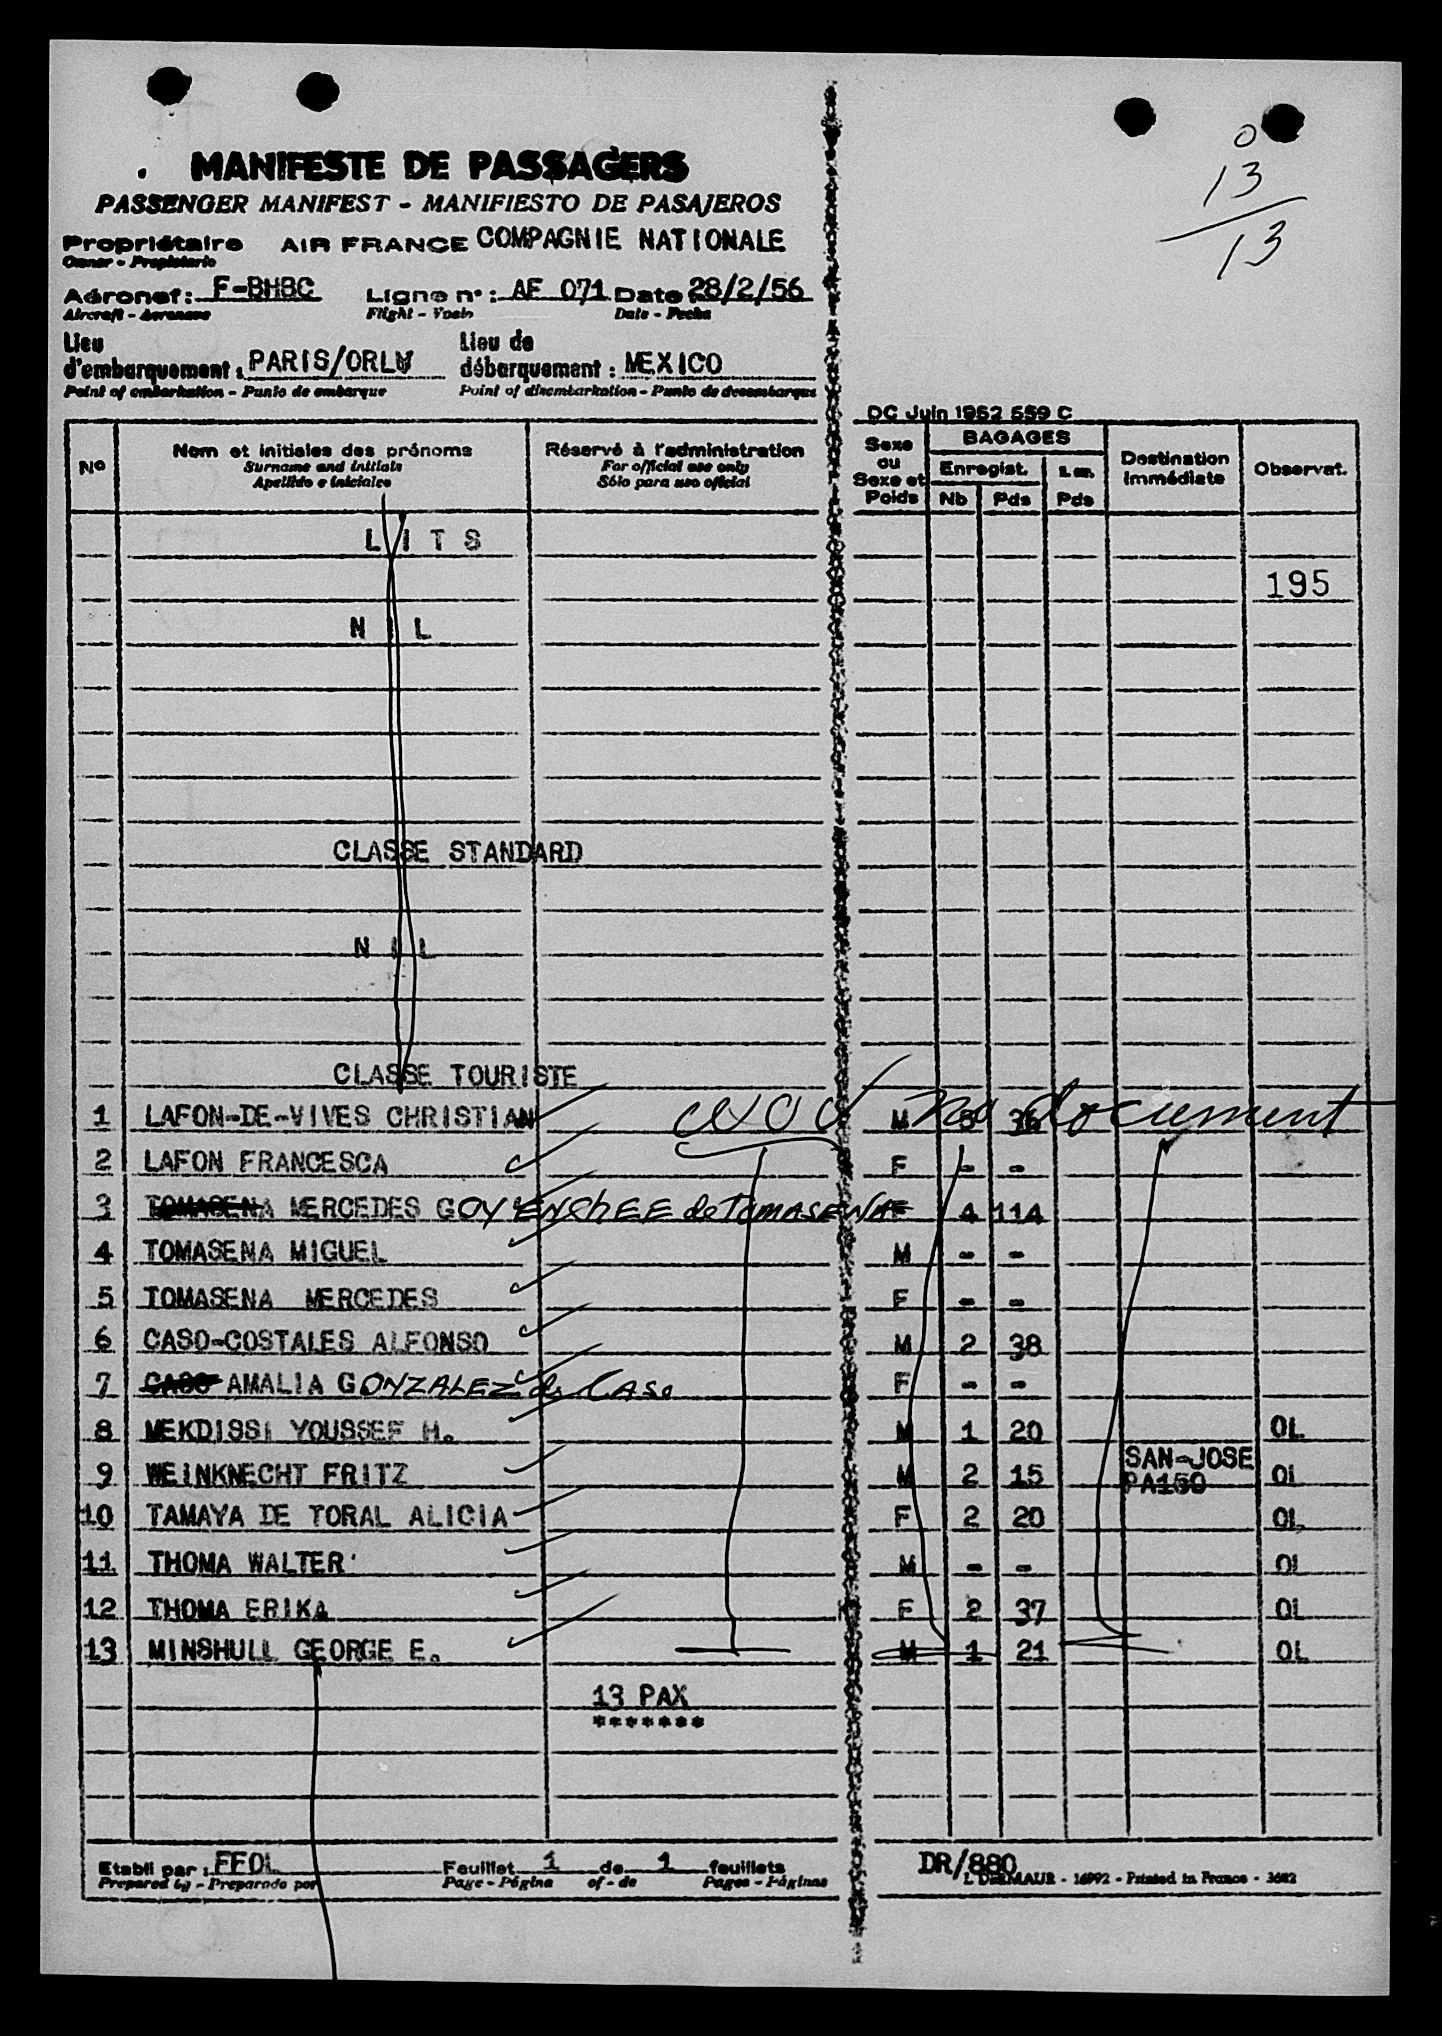 0
13
13
MANIFESTE DE PASSAGERS
PASSENGER MANIFEST - MANIFIESTO DE PASAJEROS
Propriétaire AIR FRANCE COMPAGNIE NATIONALE
Owner - Propietario
Aéronef: F-BHBC Ligne n°: AF 071 Date 28/2/56
Aircraft - Aeronave Flight - Vuelo Date - Fecha
Lieu d'embarquement: PARIS/ORLY Lieu de débarquement: MEXICO
Point of embarkation - Punto de embarque Point of disembarkation - Punto de desembarque
DC Juin 1952 559 C
N° Nom et initiales des prénoms Réservé à l'administration Sexe ou Sexe et Poids BAGAGES Enregist. Nb Pds Pds Destination immédiate Observat.
Surname and initials For official use only
Apellido e iniciales Sólo para uso oficial
L I T S
195
N I L
CLASSE STANDARD
N I L
CLASSE TOURISTE
1 LAFON-DE-VIVES CHRISTIAN M 5 36 no document
2 LAFON FRANCESCA F - -
3 TOMASENA MERCEDES GOYENCHEE de TOMASENA F 4 114
4 TOMASENA MIGUEL M - -
5 TOMASENA MERCEDES F - -
6 CASO-COSTALES ALFONSO M 2 38
7 CASO AMALIA GONZALEZ de CASO F - -
8 MEKDISSI YOUSSEF H. M 1 20 OL
9 WEINKNECHT FRITZ M 2 15 SAN-JOSE PA159 OL
10 TAMAYA DE TORAL ALICIA F 2 20 OL
11 THOMA WALTER M - - OL
12 THOMA ERIKA F 2 37 OL
13 MINSHULL GEORGE E. M 1 21 OL
13 PAX
*******
Etabli par: FFOL Feuillet 1 de 1 feuillets DR/880
Prepared by - Preparado por Page - Página of - de Pages - Páginas - 16992 - Printed in France - 3682